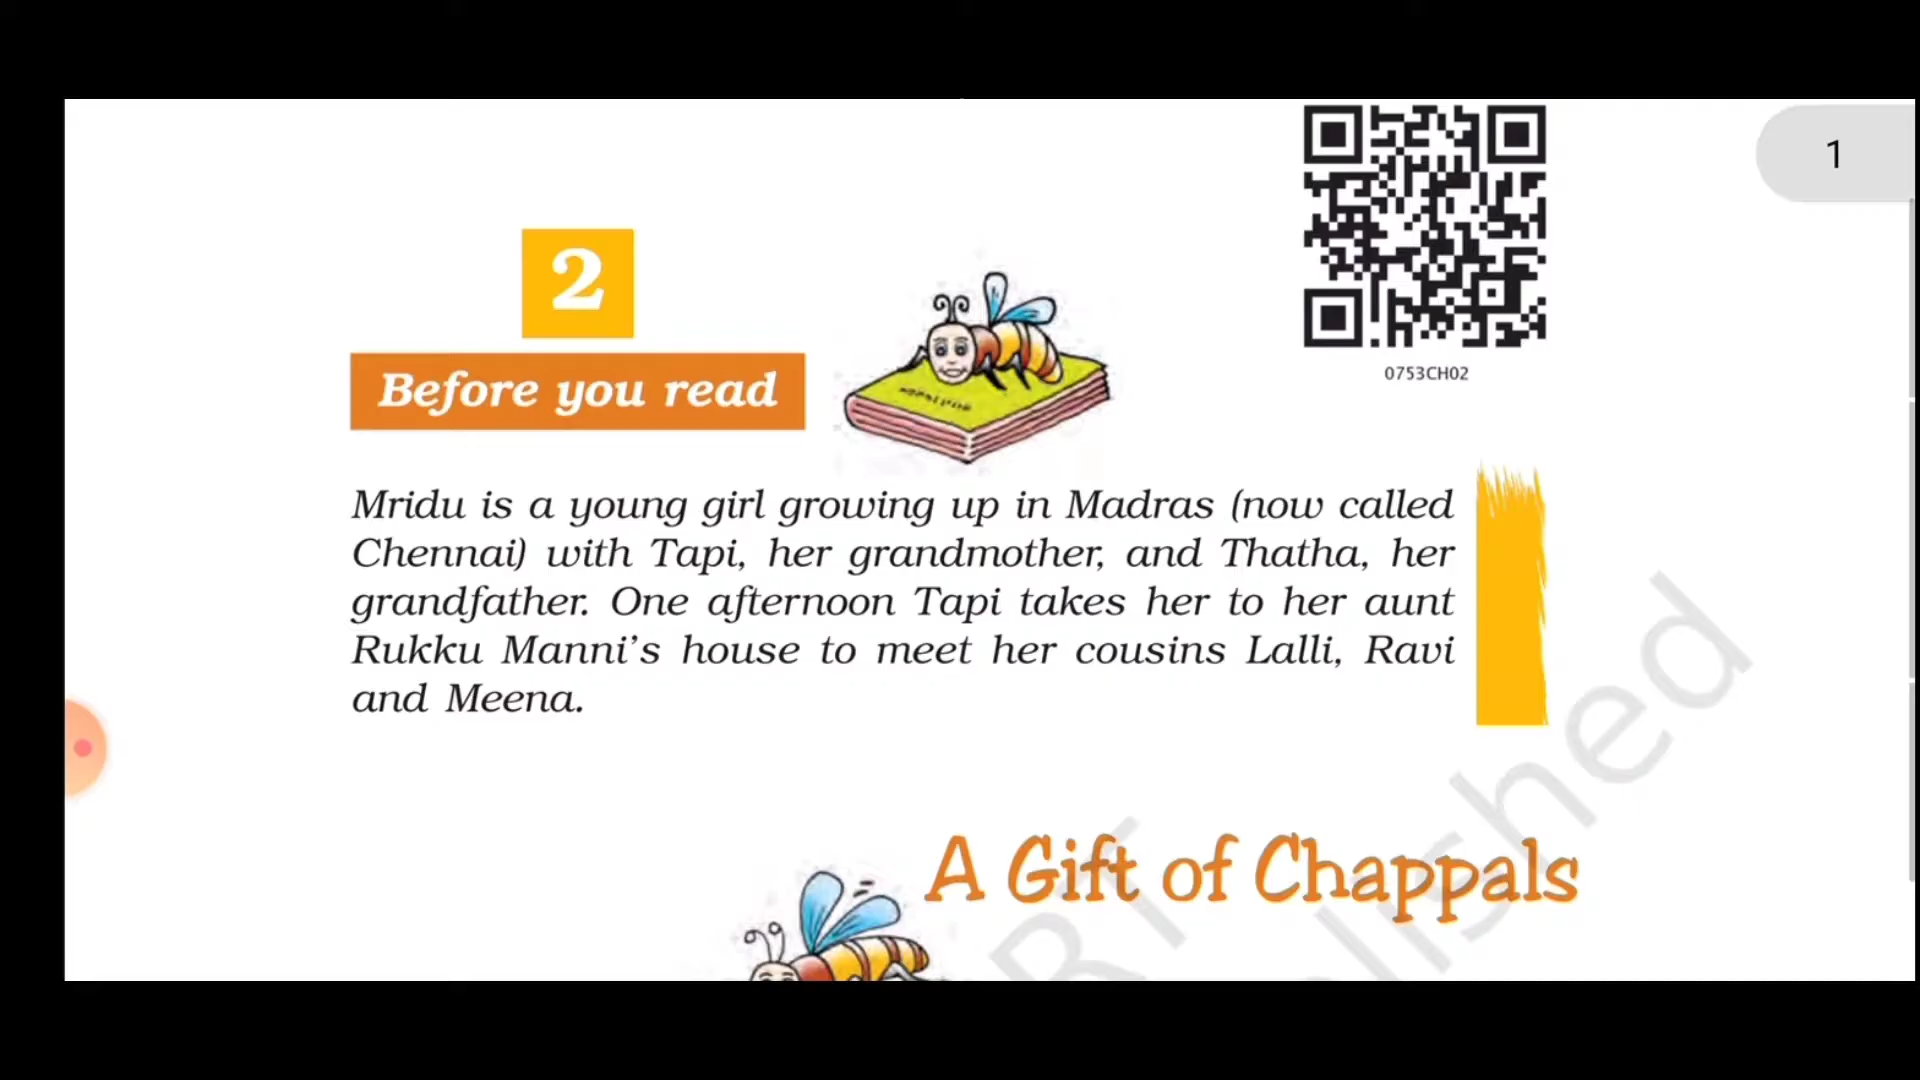 1
0753CH02
2
Before you read
Mridu is a young girl growing up in Madras (now called
Chennai) with Tapi, her grandmother, and Thatha, her
grandfather. One afternoon Tapi takes her to her aunt
Rukku Manni’s house to meet her cousins Lalli, Ravi
and Meena.
A Gift of Chappals